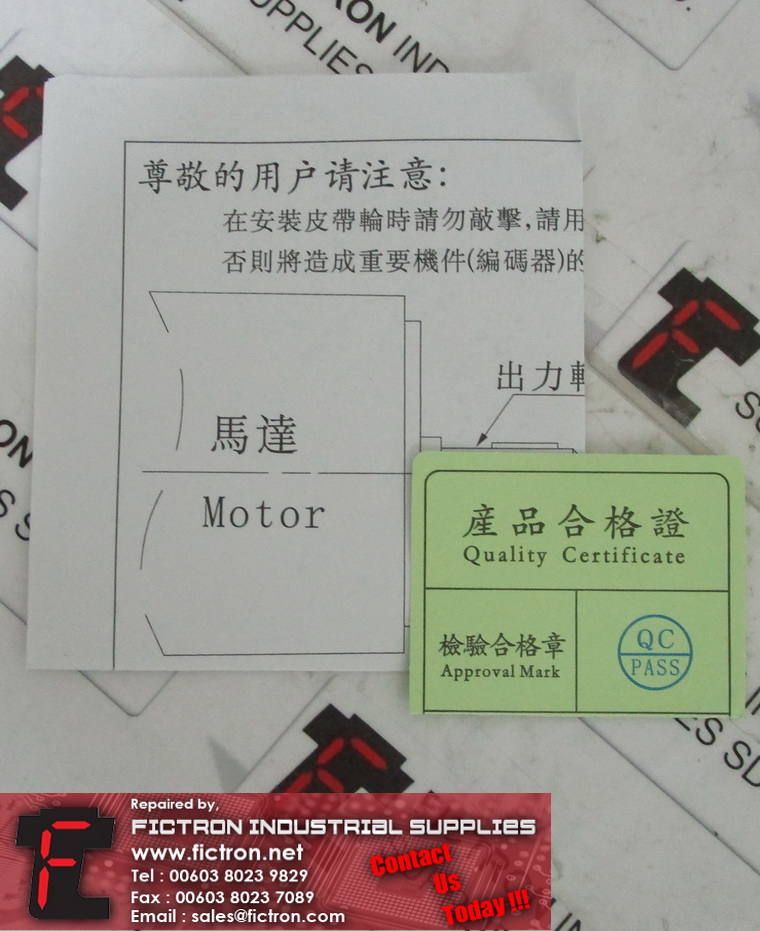 尊敬的用户请注意：
在安裝皮帶輪時請勿敲擊，請用
否則將造成重要機件(編碼器)的
出力軸
馬達
Motor
産品合格證
Quality Certificate
檢驗合格章
Approval Mark
QC
PASS
Repaired by,
FICTRON INDUSTRIAL SUPPLIES
www.fictron.net
Tel : 00603 8023 9829
Fax : 00603 8023 7089
Email : sales@fictron.com
Contact
Us
Today !!!